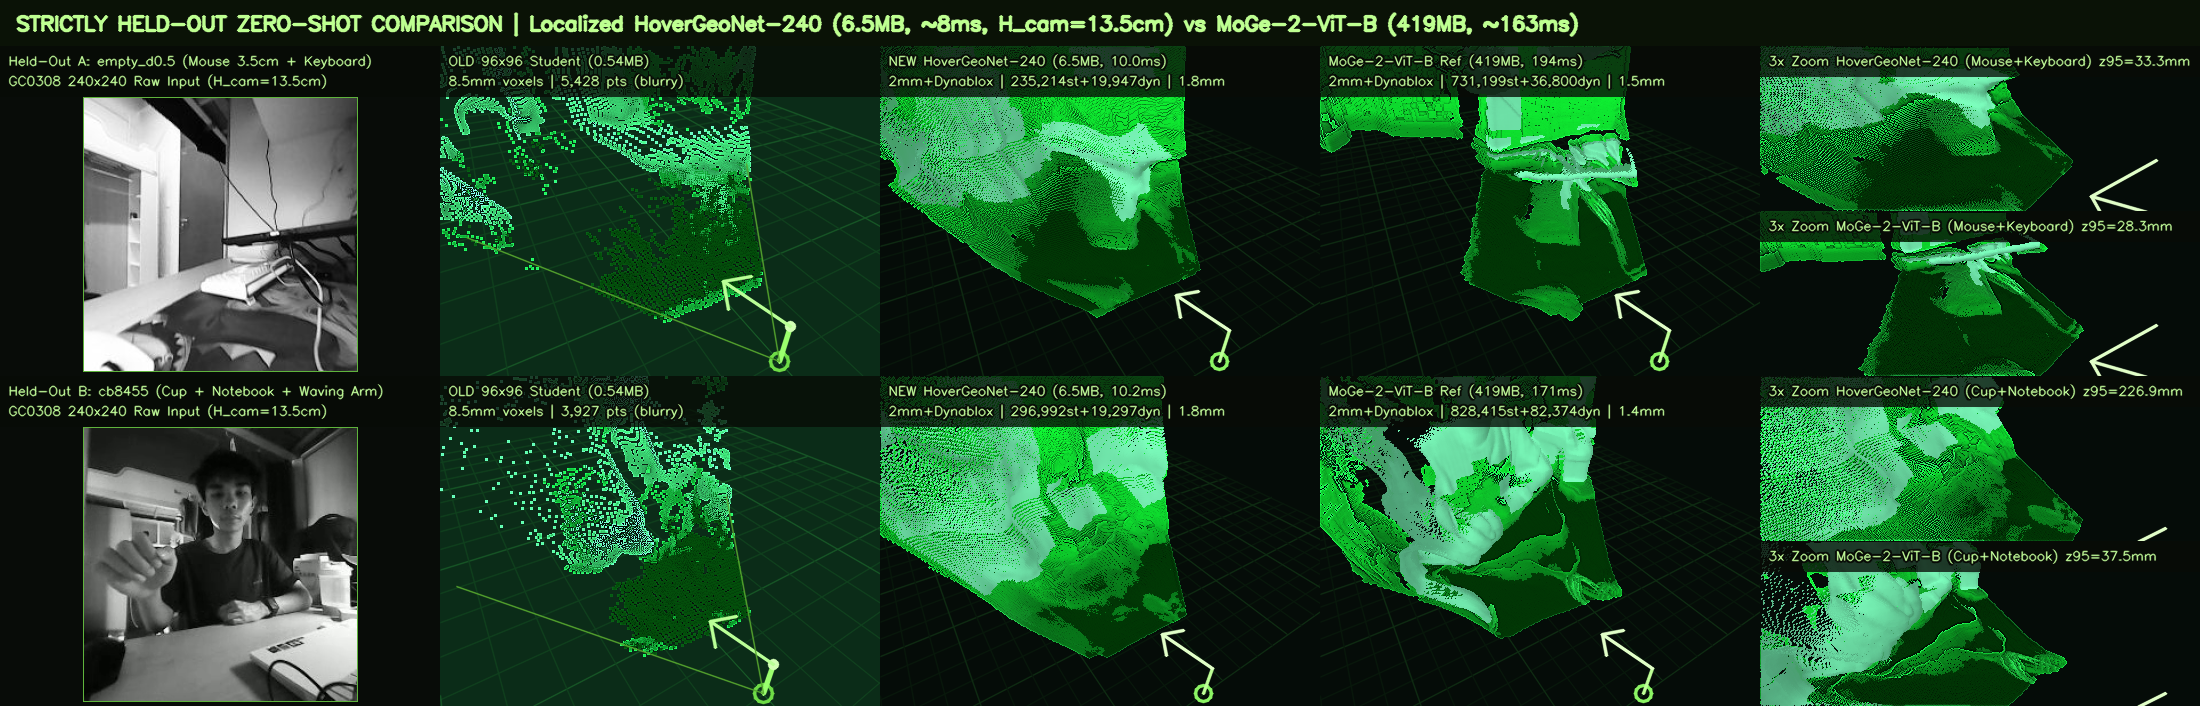 STRICTLY HELD-OUT ZERO-SHOT COMPARISON | Localized HoverGeoNet-240 (6.5MB, ~8ms, H_cam=13.5cm) vs MoGe-2-ViT-B (419MB, ~163ms)
Held-Out A: empty_d0.5 (Mouse 3.5cm + Keyboard)
GC0308 240x240 Raw Input (H_cam=13.5cm)
OLD 96x96 Student (0.54MB)
8.5mm voxels | 5,428 pts (blurry)
NEW HoverGeoNet-240 (6.5MB, 10.0ms)
2mm+Dynablox | 235,214st+19,947dyn | 1.8mm
MoGe-2-ViT-B Ref (419MB, 194ms)
2mm+Dynablox | 731,199st+36,800dyn | 1.5mm
3x Zoom HoverGeoNet-240 (Mouse+Keyboard) z95=33.3mm
3x Zoom MoGe-2-ViT-B (Mouse+Keyboard) z95=28.3mm
Held-Out B: cb8455 (Cup + Notebook + Waving Arm)
GC0308 240x240 Raw Input (H_cam=13.5cm)
OLD 96x96 Student (0.54MB)
8.5mm voxels | 3,927 pts (blurry)
NEW HoverGeoNet-240 (6.5MB, 10.2ms)
2mm+Dynablox | 296,992st+19,297dyn | 1.8mm
MoGe-2-ViT-B Ref (419MB, 171ms)
2mm+Dynablox | 828,415st+82,374dyn | 1.4mm
3x Zoom HoverGeoNet-240 (Cup+Notebook) z95=226.9mm
3x Zoom MoGe-2-ViT-B (Cup+Notebook) z95=37.5mm